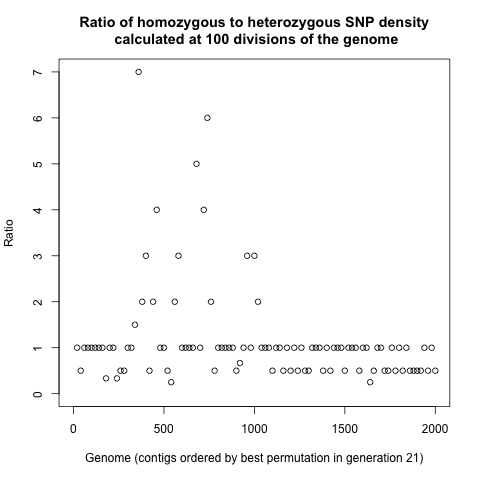 Ratio of homozygous to heterozygous SNP density
calculated at 100 divisions of the genome
Ratio
7
6
5
4
3
2
1
0
0 500 1000 1500 2000
Genome (contigs ordered by best permutation in generation 21)